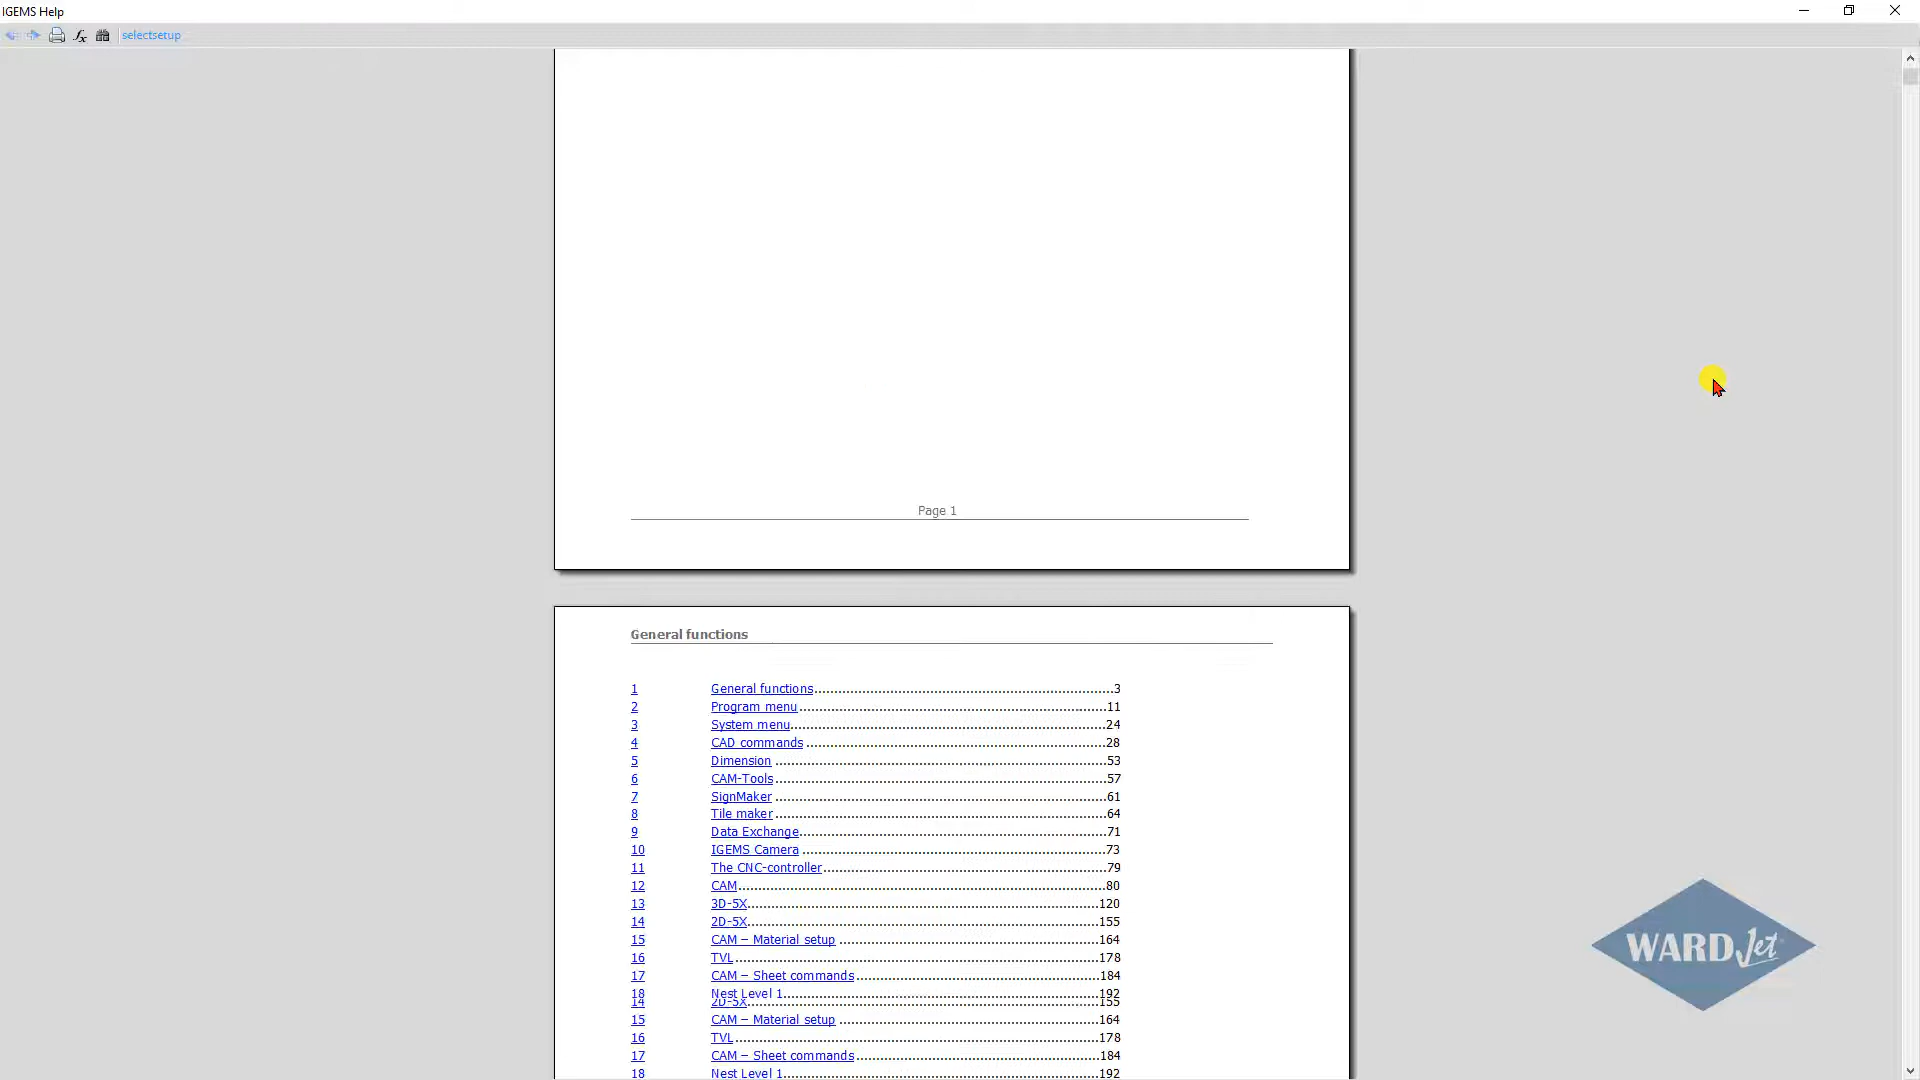 IGEMS Help
fx selectsetup
Page 1
General functions
1 General functions 3
2 Program menu 11
3 System menu 24
4 CAD commands 28
5 Dimension 53
6 CAM-Tools 57
7 SignMaker 61
8 Tile maker 64
9 Data Exchange 71
10 IGEMS Camera 73
11 The CNC-controller 79
12 CAM 80
13 3D-5X 120
14 2D-5X 155
15 CAM – Material setup 164
16 TVL 178
17 CAM – Sheet commands 184
18 Nest Level 1 192
14 2D-5X 155
15 CAM – Material setup 164
16 TVL 178
17 CAM – Sheet commands 184
18 Nest Level 1 192
WARDJet